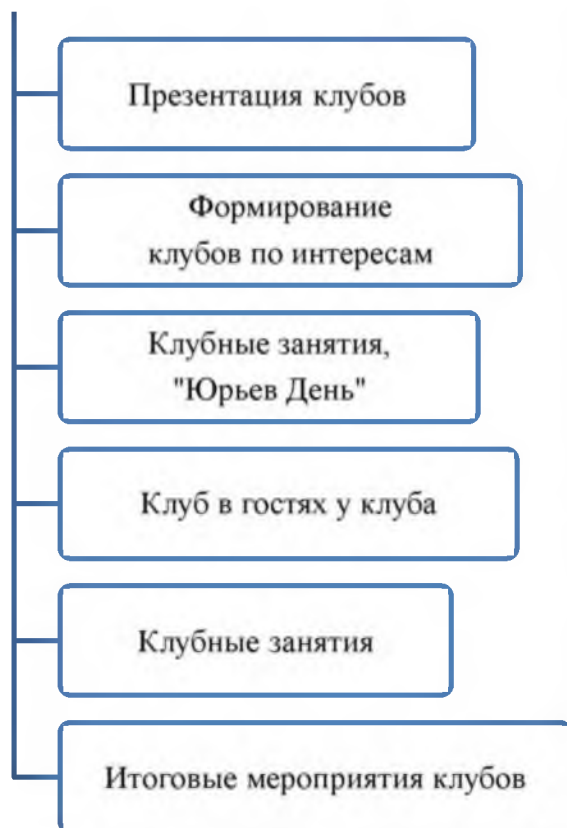 Презентация клубов
Формирование
клубов по интересам
Клубные занятия,
"Юрьев День"
Клуб в гостях у клуба
Клубные занятия
Итоговые мероприятия клубов